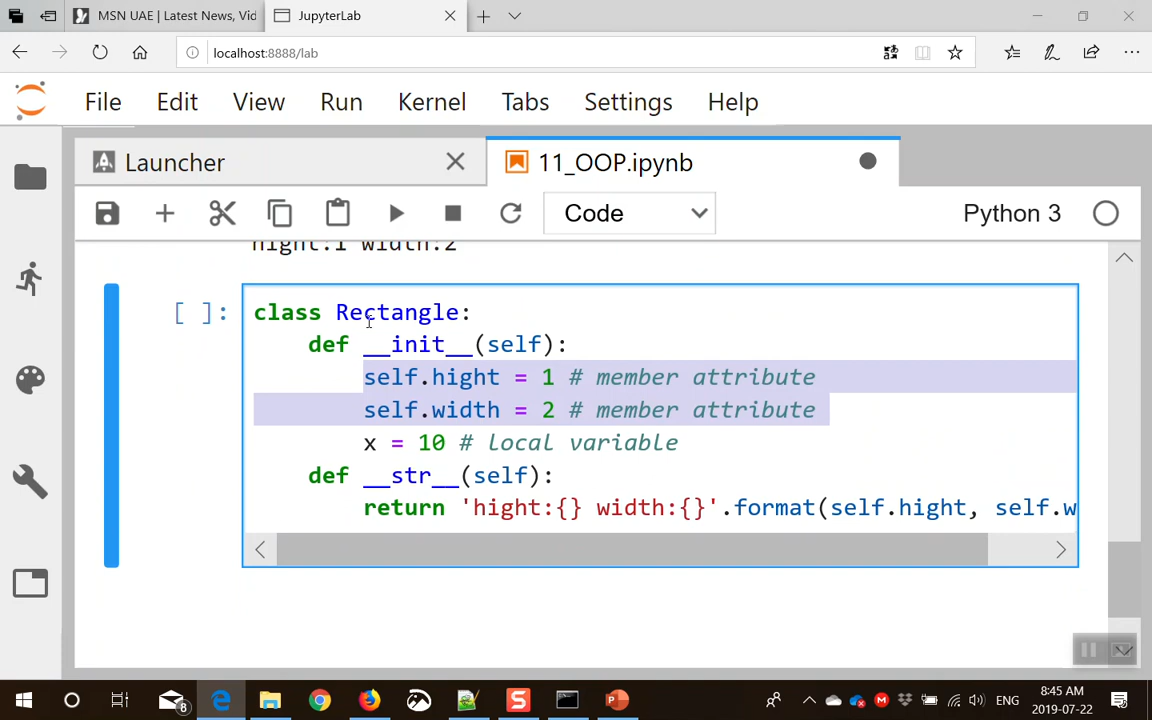 MSN UAE | Latest News, Vid
JupyterLab
localhost:8888/lab
File Edit View Run Kernel Tabs Settings Help
Launcher
11_OOP.ipynb
Code
Python 3
hight:1 width:2
[ ]:
class Rectangle:
def __init__(self):
self.hight = 1 # member attribute
self.width = 2 # member attribute
x = 10 # local variable
def __str__(self):
return 'hight:{} width:{}'.format(self.hight, self.w
8
S
P
M
ENG
8:45 AM
2019-07-22